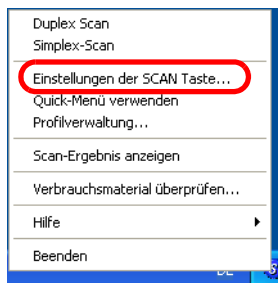 Duplex Scan
Simplex-Scan
Einstellungen der SCAN Taste...
Quick-Menü verwenden
Profilverwaltung...
Scan-Ergebnis anzeigen
Verbrauchsmaterial überprüfen...
Hilfe
Beenden
DE
S